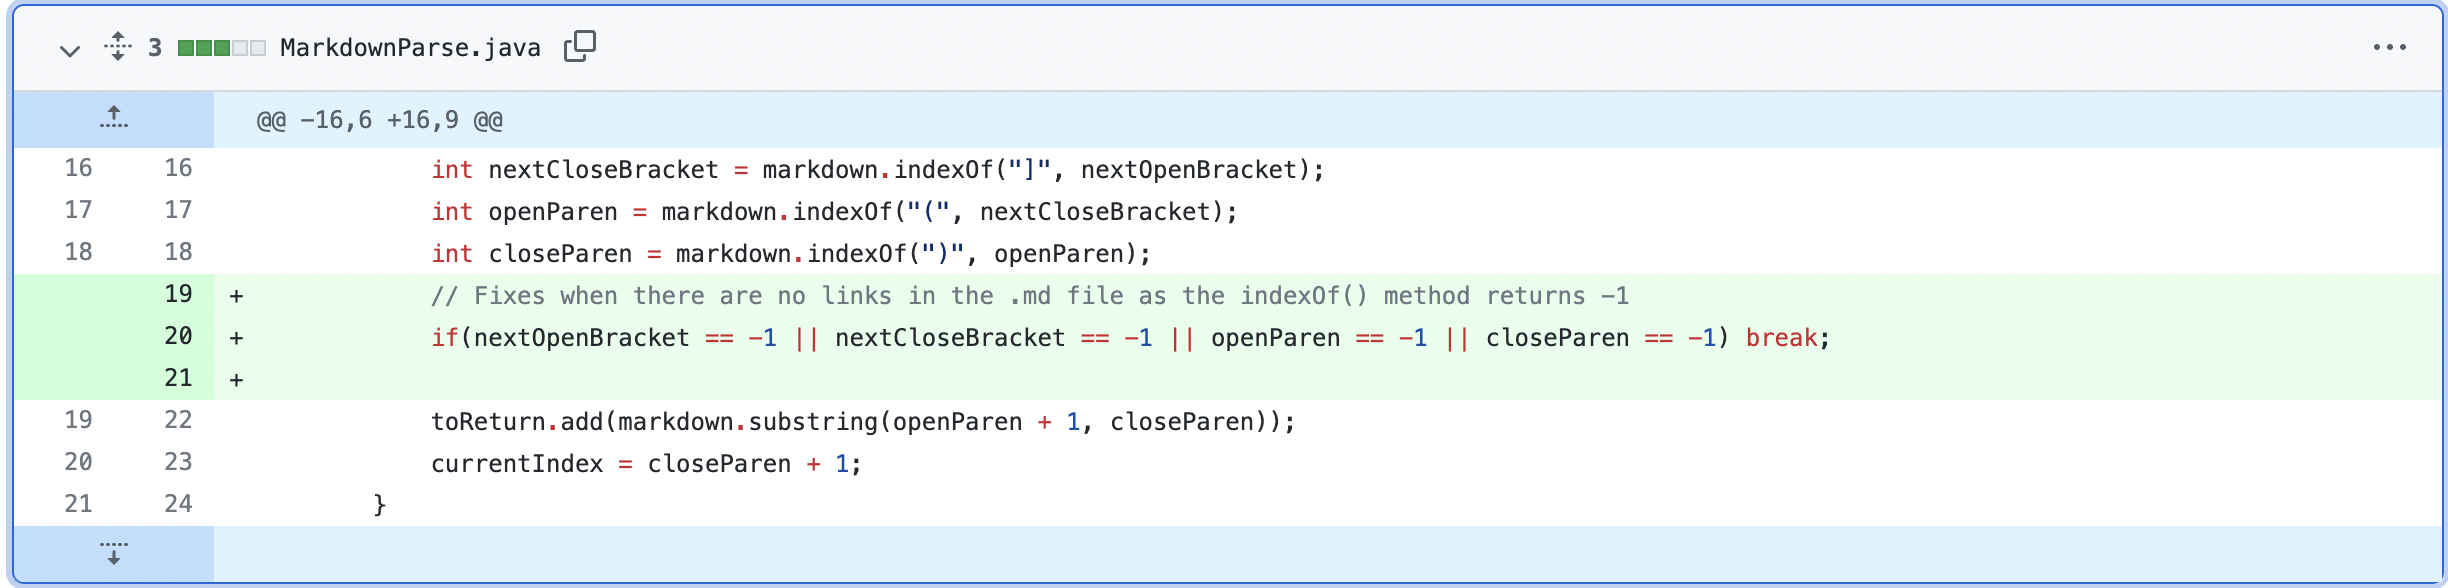 3 MarkdownParse.java
@@ -16,6 +16,9 @@
16 16 int nextCloseBracket = markdown.indexOf("]", nextOpenBracket);
17 17 int openParen = markdown.indexOf("(", nextCloseBracket);
18 18 int closeParen = markdown.indexOf(")", openParen);
19 + // Fixes when there are no links in the .md file as the indexOf() method returns -1
20 + if(nextOpenBracket == -1 || nextCloseBracket == -1 || openParen == -1 || closeParen == -1) break;
21 +
19 22 toReturn.add(markdown.substring(openParen + 1, closeParen));
20 23 currentIndex = closeParen + 1;
21 24 }